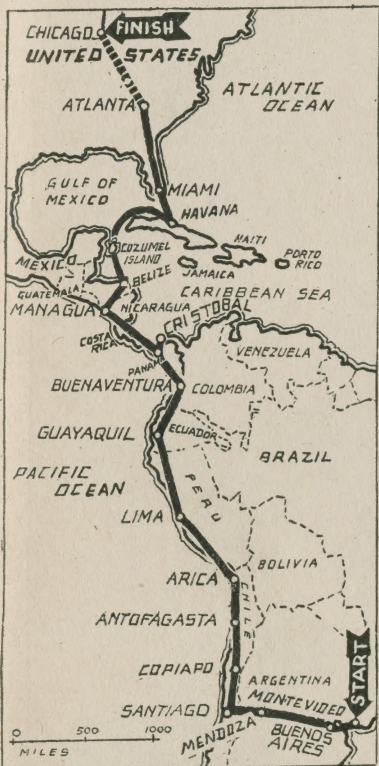 CHICAGO
FINISH
UNITED STATES
ATLANTIC
OCEAN
ATLANTA
GULF OF
MEXICO
MIAMI
HAVANA
COZUMEL
ISLAND
HAITI
PORTO
RICO
MEXICO
BELIZE
JAMAICA
GUATEMALA
CARIBBEAN SEA
MANAGUA
NICARAGUA
CRISTOBAL
COSTA
RICA
PANAMA
VENEZUELA
BUENAVENTURA
COLOMBIA
GUAYAQUIL
ECUADOR
BRAZIL
PACIFIC
OCEAN
PERU
LIMA
BOLIVIA
ARICA
CHILE
ANTOFAGASTA
COPIAPO
ARGENTINA
START
MONTEVIDEO
SANTIAGO
MENDOZA
BUENOS
AIRES
0 500 1000
MILES